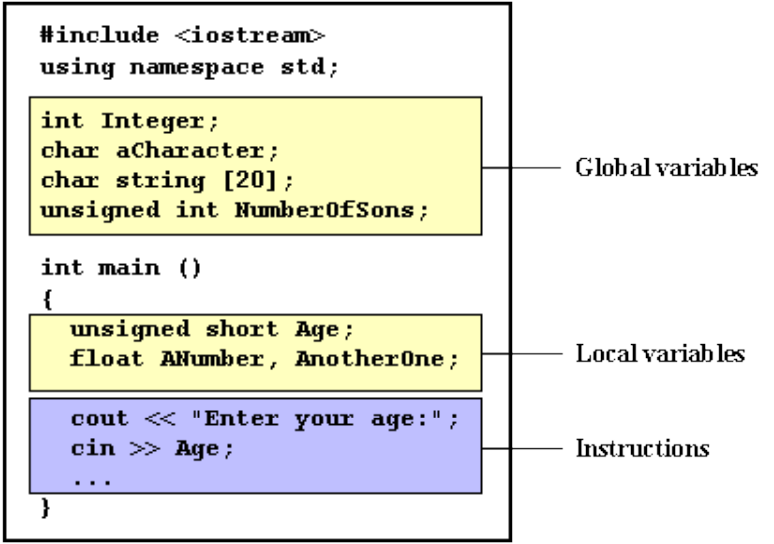 #include <iostream>
using namespace std;
int Integer;
char aCharacter;
char string [20];
unsigned int NumberOfSons;
Global variables
int main ()
{
unsigned short Age;
float ANumber, AnotherOne;
Local variables
cout << "Enter your age:";
cin >> Age;
...
Instructions
}